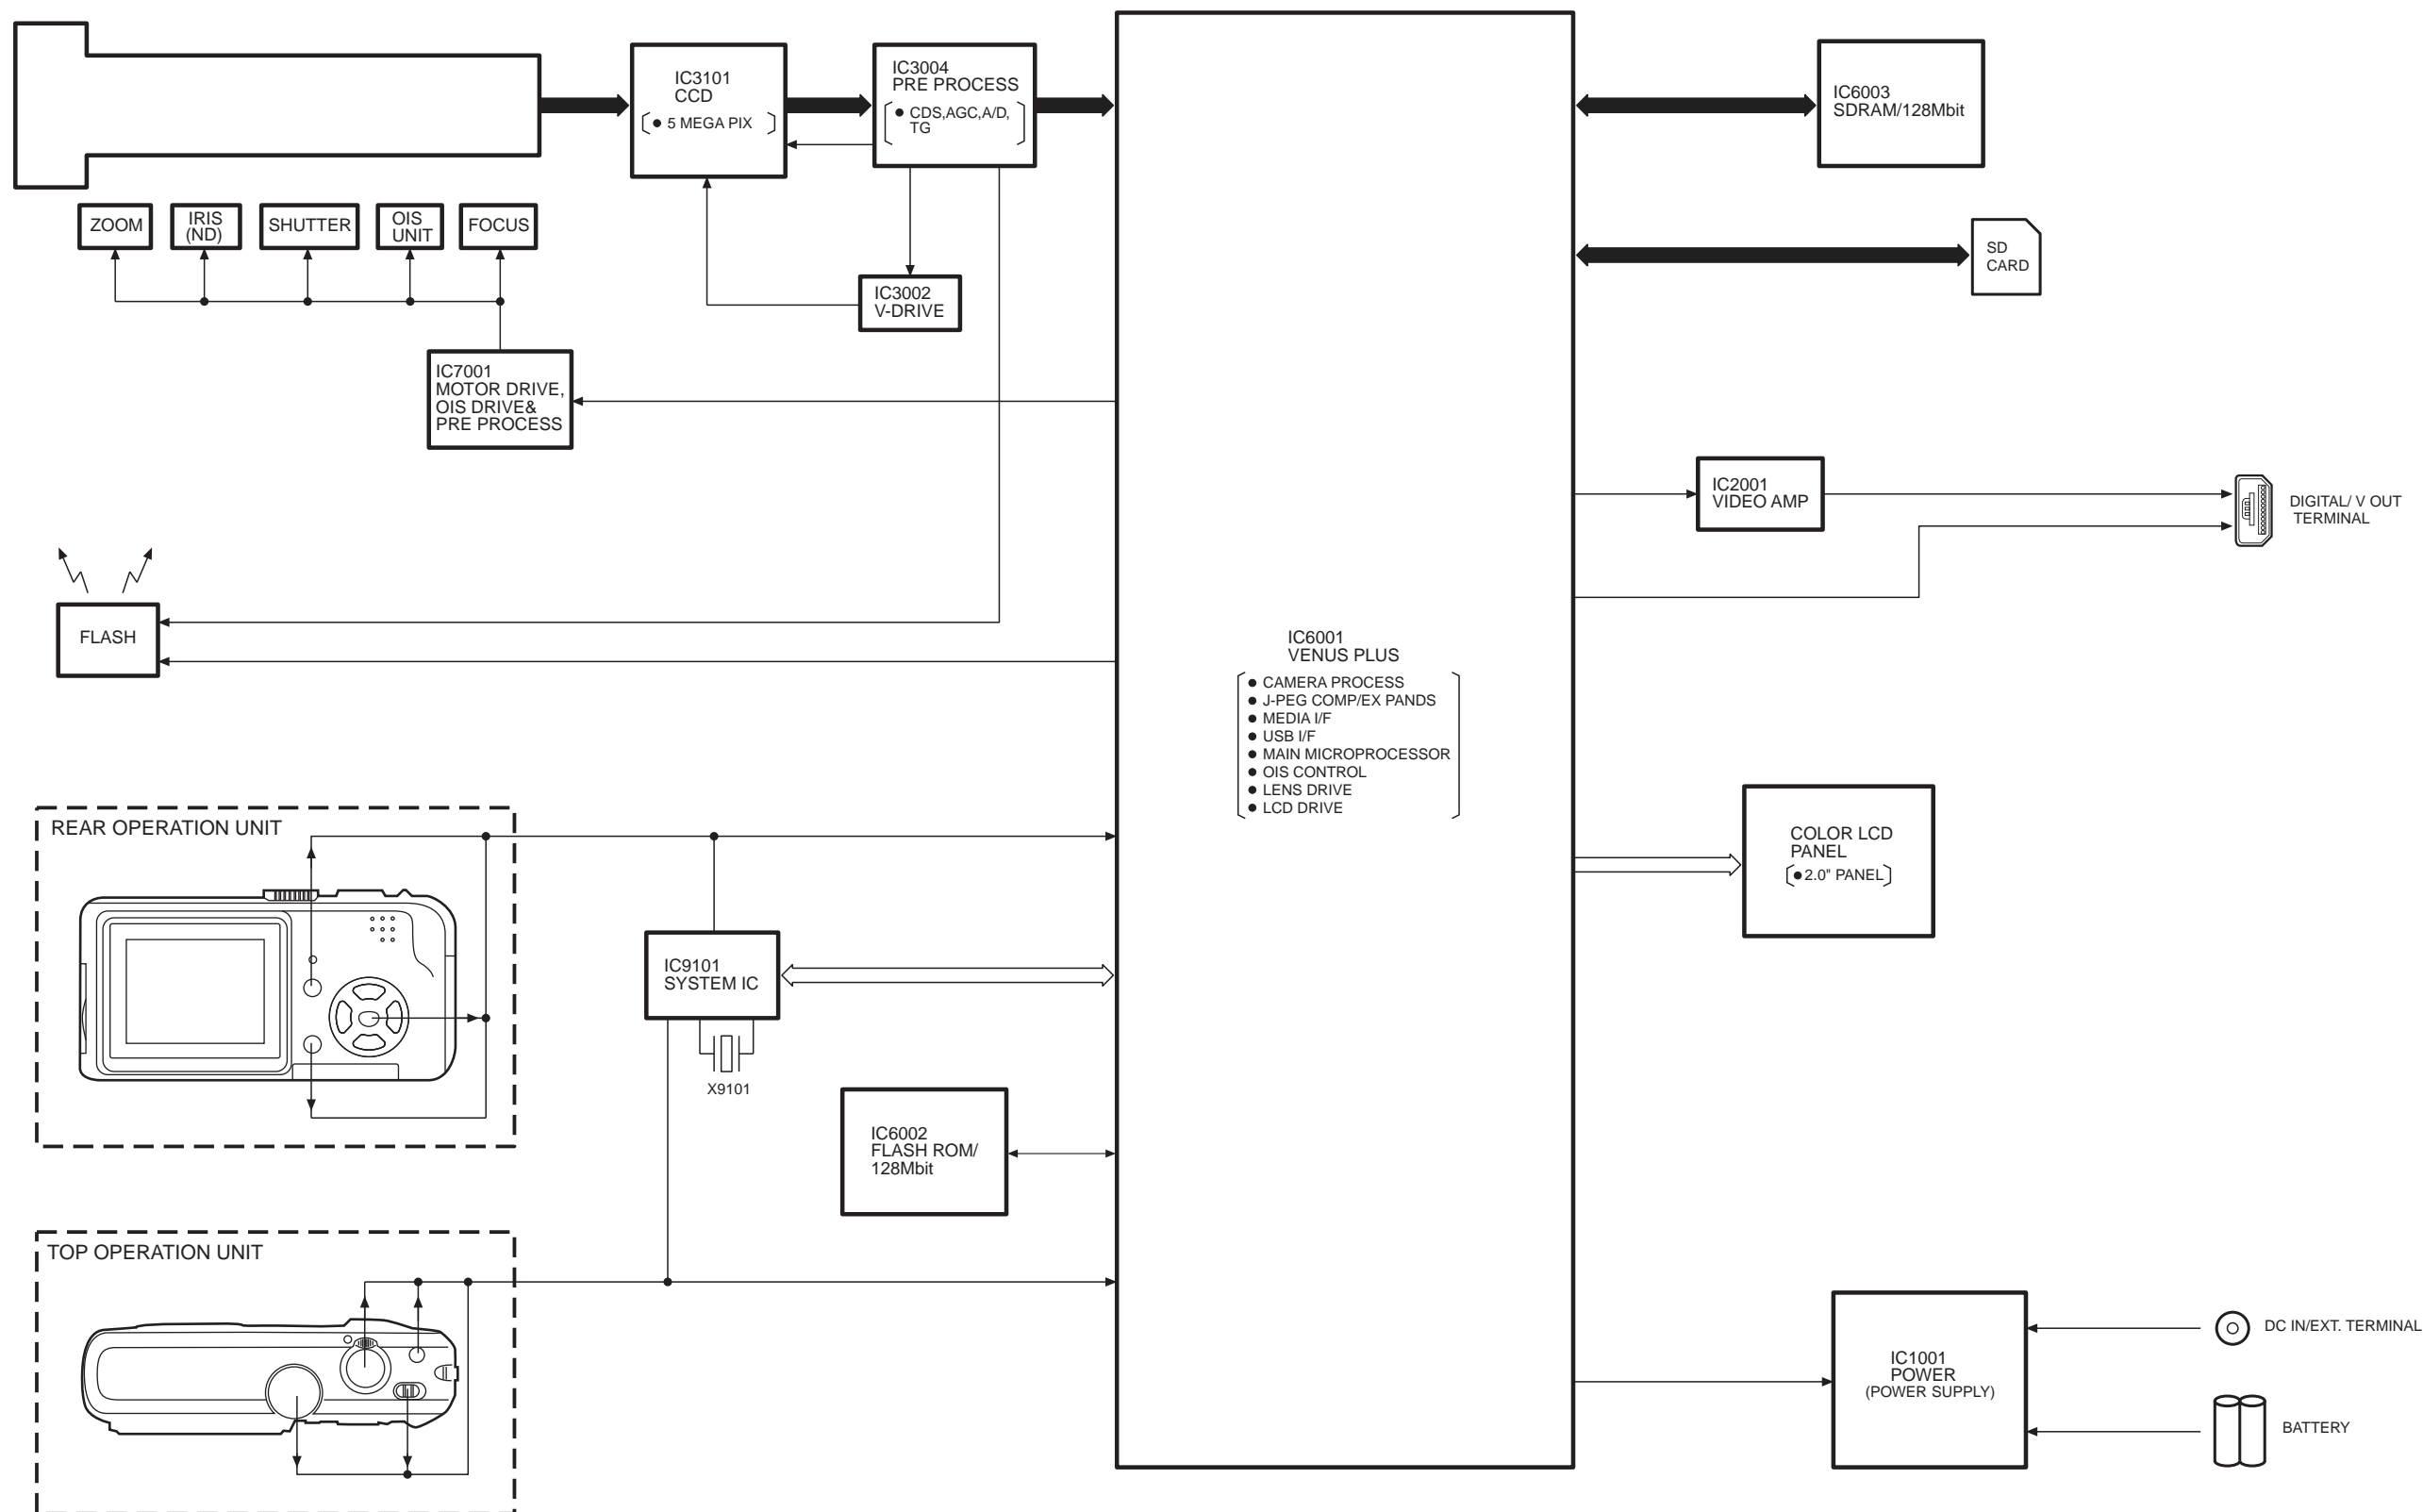 IC3101
CCD
● 5 MEGA PIX
IC3004
PRE PROCESS
● CDS,AGC,A/D,
TG
IC6003
SDRAM/128Mbit
ZOOM
IRIS
(ND)
SHUTTER
OIS
UNIT
FOCUS
SD
CARD
IC3002
V-DRIVE
IC7001
MOTOR DRIVE,
OIS DRIVE&
PRE PROCESS
IC2001
VIDEO AMP
DIGITAL/ V OUT
TERMINAL
FLASH
IC6001
VENUS PLUS
● CAMERA PROCESS
● J-PEG COMP/EX PANDS
● MEDIA I/F
● USB I/F
● MAIN MICROPROCESSOR
● OIS CONTROL
● LENS DRIVE
● LCD DRIVE
REAR OPERATION UNIT
COLOR LCD
PANEL
●2.0" PANEL
IC9101
SYSTEM IC
X9101
IC6002
FLASH ROM/
128Mbit
TOP OPERATION UNIT
IC1001
POWER
(POWER SUPPLY)
DC IN/EXT. TERMINAL
BATTERY